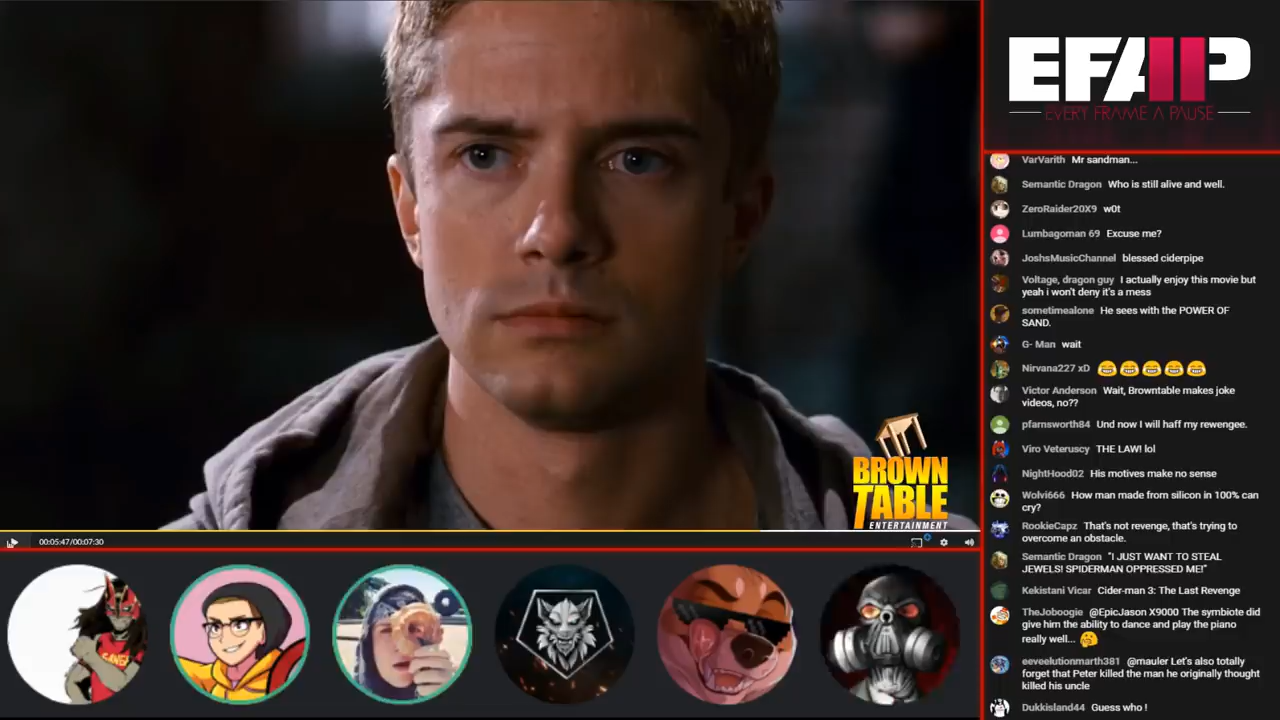 EFAP
EVERY FRAME A PAUSE
VarVarith Mr sandman...
Semantic Dragon Who is still alive and well.
ZeroRaider20X9 w0t
Lumbagoman 69 Excuse me?
JoshsMusicChannel blessed ciderpipe
Voltage, dragon guy I actually enjoy this movie but
yeah i won't deny it's a mess
sometimealone He sees with the POWER OF
SAND.
G- Man wait
Nirvana227 xD 😂😂😂😂😂
Victor Anderson Wait, Browntable makes joke
videos, no??
pfarnsworth84 Und now I will haff my rewengee.
Viro Veteruscy THE LAW! lol
NightHood02 His motives make no sense
Wolvi666 How man made from silicon in 100% can
cry?
RookieCapz That's not revenge, that's trying to
overcome an obstacle.
Semantic Dragon "I JUST WANT TO STEAL
JEWELS! SPIDERMAN OPPRESSED ME!"
Kekistani Vicar Cider-man 3: The Last Revenge
TheJoboogie @EpicJason X9000 The symbiote did
give him the ability to dance and play the piano
really well... 🤔
eeveelutionmarth381 @mauler Let's also totally
forget that Peter killed the man he originally thought
killed his uncle
Dukkisland44 Guess who !
BROWN
TABLE
ENTERTAINMENT
00:05:47/00:07:30